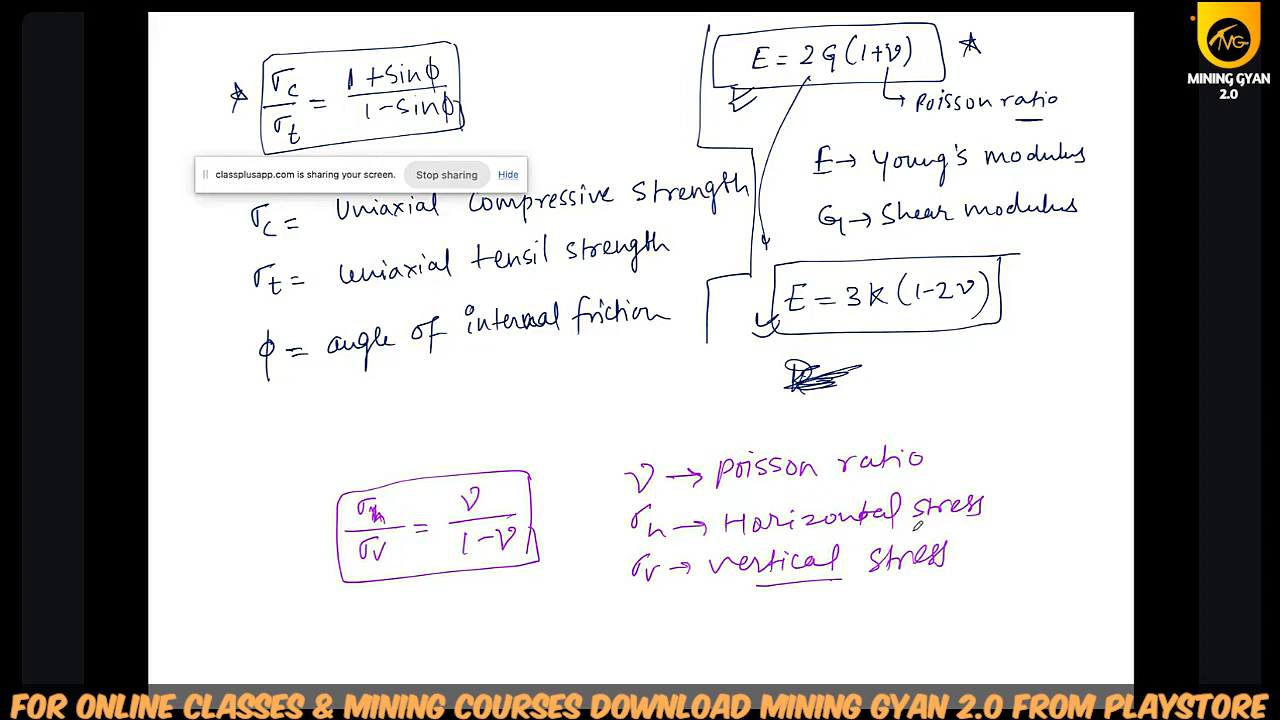 σc/σt = 1+sinϕ/1-sinϕ
classplusapp.com is sharing your screen. Stop sharing Hide
σc = Uniaxial Compressive Strength
σt = Uniaxial tensil strength
ϕ = angle of internal friction
E = 2G(1+ν)
Poisson ratio
E → Young's modulus
G → Shear modulus
E = 3K(1-2ν)
σh/σv = ν/1-ν
ν → Poisson ratio
σh → Horizontal stress
σv → vertical stress
MINING GYAN
2.0
FOR ONLINE CLASSES & MINING COURSES DOWNLOAD MINING GYAN 2.0 FROM PLAYSTORE